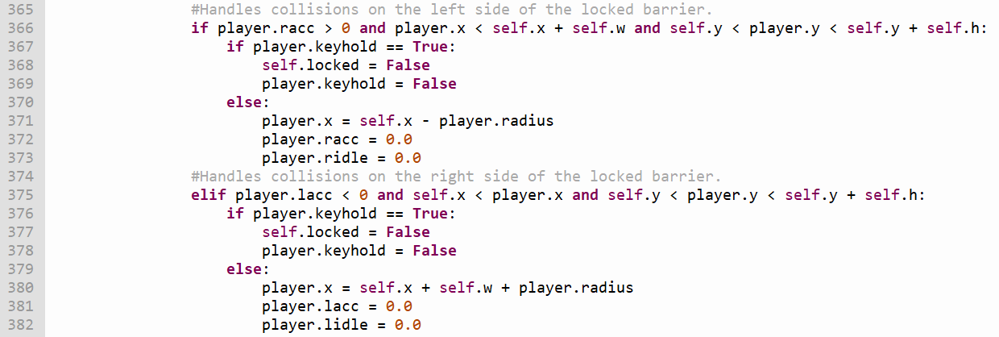 365 #Handles collisions on the left side of the locked barrier.
366 if player.racc > 0 and player.x < self.x + self.w and self.y < player.y < self.y + self.h:
367 if player.keyhold == True:
368 self.locked = False
369 player.keyhold = False
370 else:
371 player.x = self.x - player.radius
372 player.racc = 0.0
373 player.ridle = 0.0
374 #Handles collisions on the right side of the locked barrier.
375 elif player.lacc < 0 and self.x < player.x and self.y < player.y < self.y + self.h:
376 if player.keyhold == True:
377 self.locked = False
378 player.keyhold = False
379 else:
380 player.x = self.x + self.w + player.radius
381 player.lacc = 0.0
382 player.lidle = 0.0